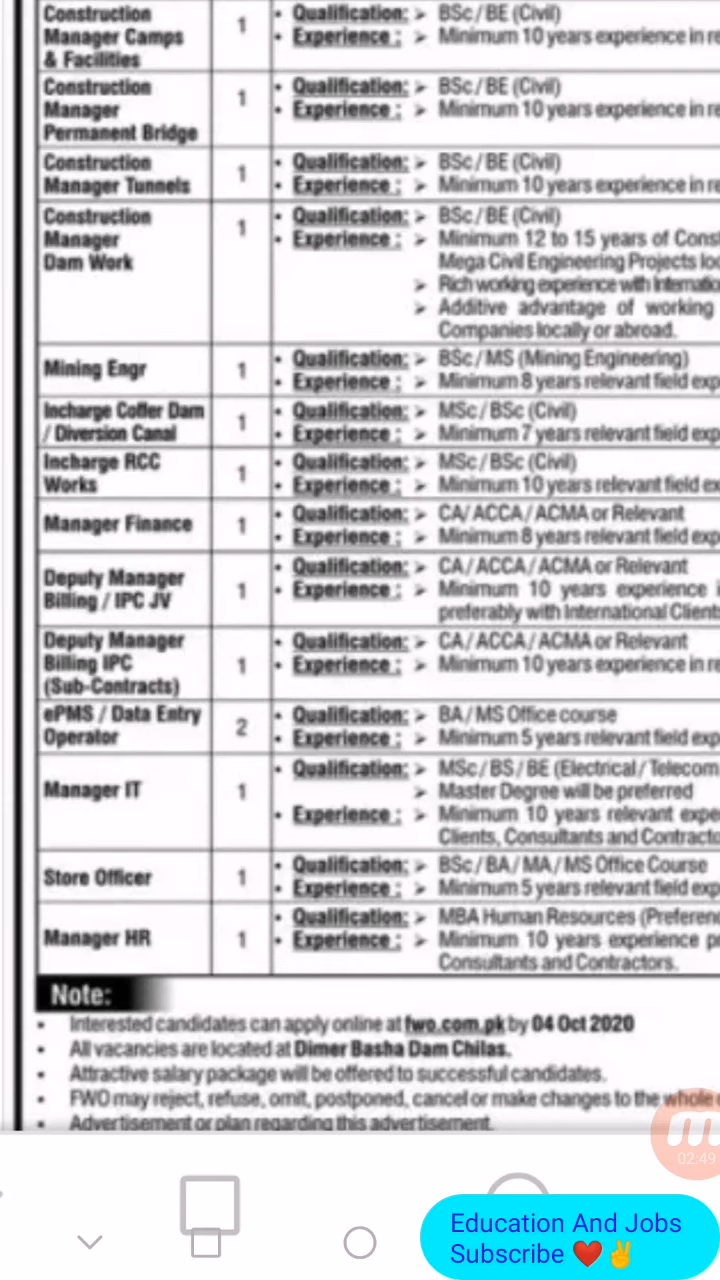 Construction
Manager Camps
& Facilities
1
• Qualification: ➢ BSc/BE (Civil)
• Experience : ➢ Minimum 10 years experience in re
Construction
Manager
Permanent Bridge
1
• Qualification: ➢ BSc/BE (Civil)
• Experience : ➢ Minimum 10 years experience in re
Construction
Manager Tunnels
1
• Qualification: ➢ BSc/BE (Civil)
• Experience : ➢ Minimum 10 years experience in re
Construction
Manager
Dam Work
1
• Qualification: ➢ BSc/BE (Civil)
• Experience : ➢ Minimum 12 to 15 years of Const
Mega Civil Engineering Projects loc
➢ Rich working experience with Internatio
➢ Additive advantage of working
Companies locally or abroad.
Mining Engr
1
• Qualification: ➢ BSc/MS (Mining Engineering)
• Experience : ➢ Minimum 8 years relevant field exp
Incharge Coffer Dam
/ Diversion Canal
1
• Qualification: ➢ MSc/BSc (Civil)
• Experience : ➢ Minimum 7 years relevant field exp
Incharge RCC
Works
1
• Qualification: ➢ MSc/BSc (Civil)
• Experience : ➢ Minimum 10 years relevant field ex
Manager Finance
1
• Qualification: ➢ CA/ACCA/ACMA or Relevant
• Experience : ➢ Minimum 8 years relevant field exp
Deputy Manager
Billing / IPC JV
1
• Qualification: ➢ CA/ACCA/ACMA or Relevant
• Experience : ➢ Minimum 10 years experience i
preferably with International Clients
Deputy Manager
Billing IPC
(Sub-Contracts)
1
• Qualification: ➢ CA/ACCA/ACMA or Relevant
• Experience : ➢ Minimum 10 years experience in re
ePMS / Data Entry
Operator
2
• Qualification: ➢ BA/MS Office course
• Experience : ➢ Minimum 5 years relevant field exp
Manager IT
1
• Qualification: ➢ MSc/BS/BE (Electrical/Telecom
➢ Master Degree will be preferred
• Experience : ➢ Minimum 10 years relevant expe
Clients, Consultants and Contracto
Store Officer
1
• Qualification: ➢ BSc/BA/MA/MS Office Course
• Experience : ➢ Minimum 5 years relevant field exp
Manager HR
1
• Qualification: ➢ MBA Human Resources (Preferenc
• Experience : ➢ Minimum 10 years experience pr
Consultants and Contractors.
Note:
• Interested candidates can apply online at fwo.com.pk by 04 Oct 2020
• All vacancies are located at Dimer Basha Dam Chilas.
• Attractive salary package will be offered to successful candidates.
• FWO may reject, refuse, omit, postponed, cancel or make changes to the whole
• Advertisement or plan regarding this advertisement.
02:49
Education And Jobs
Subscribe ❤️✌️